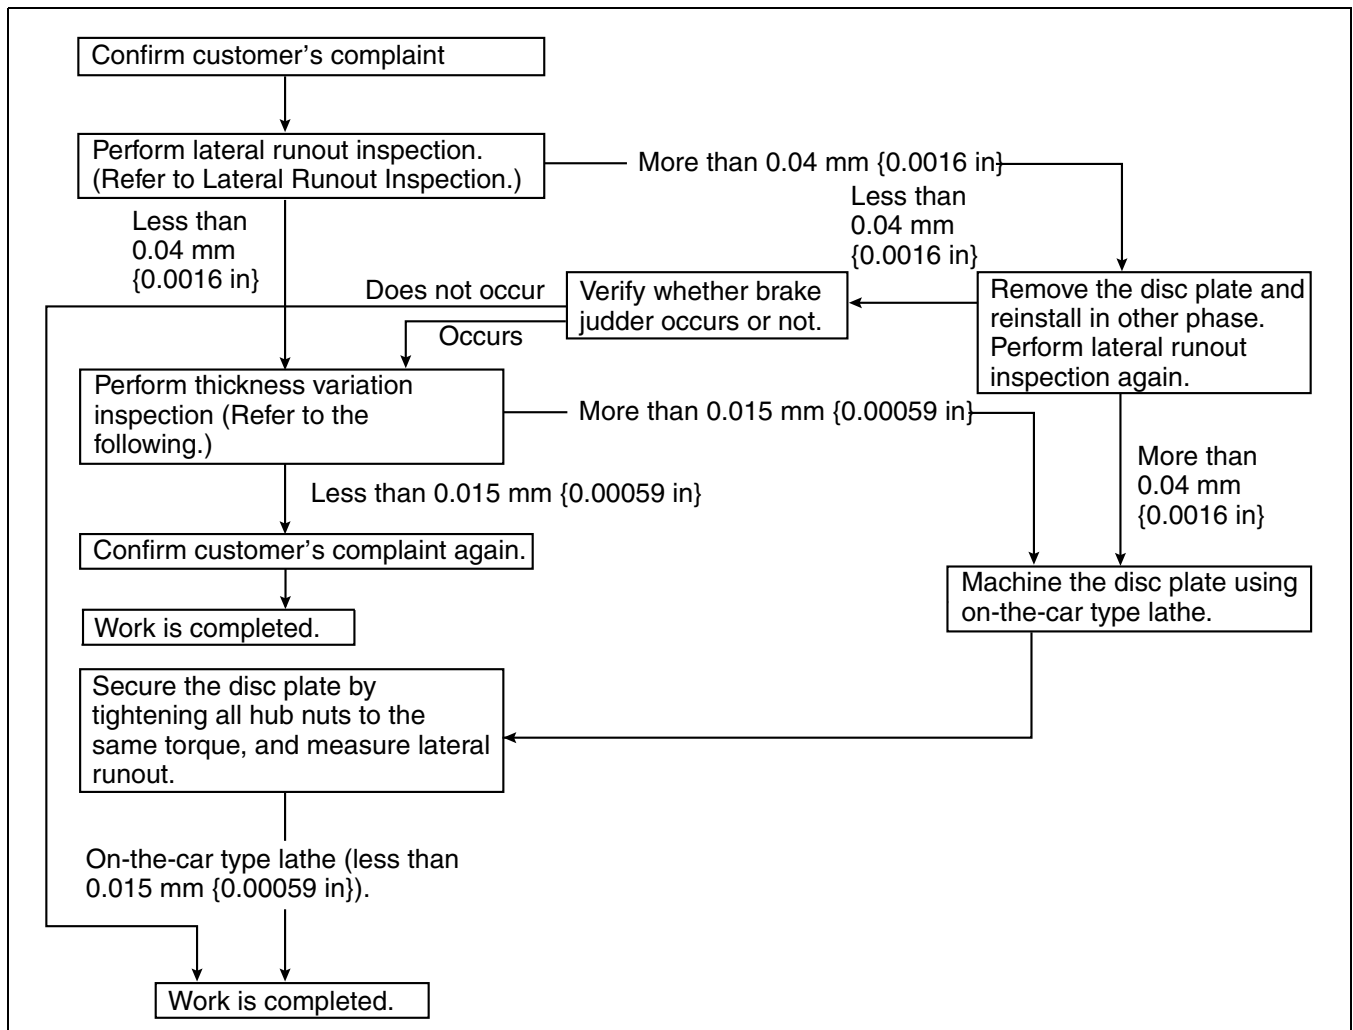 Confirm customer's complaint
Perform lateral runout inspection.
(Refer to Lateral Runout Inspection.)
More than 0.04 mm {0.0016 in}
Less than
0.04 mm
{0.0016 in}
Less than
0.04 mm
{0.0016 in}
Remove the disc plate and
reinstall in other phase.
Perform lateral runout
inspection again.
Verify whether brake
judder occurs or not.
Does not occur
Occurs
Perform thickness variation
inspection (Refer to the
following.)
More than 0.015 mm {0.00059 in}
More than
0.04 mm
{0.0016 in}
Less than 0.015 mm {0.00059 in}
Confirm customer's complaint again.
Work is completed.
Machine the disc plate using
on-the-car type lathe.
Secure the disc plate by
tightening all hub nuts to the
same torque, and measure lateral
runout.
On-the-car type lathe (less than
0.015 mm {0.00059 in}).
Work is completed.